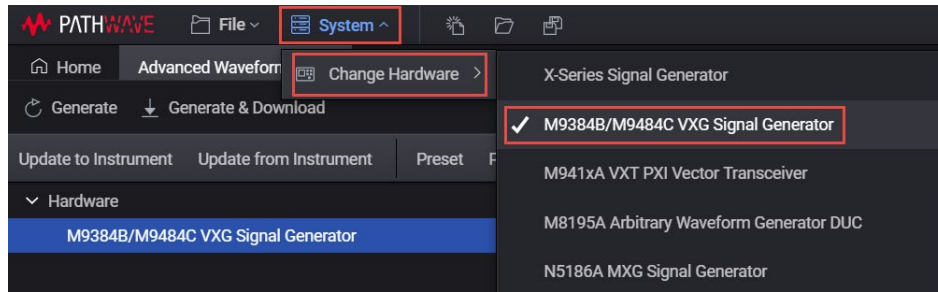 PATHWAVE File System
Home Advanced Waveforn Change Hardware X-Series Signal Generator
Generate Generate & Download M9384B/M9484C VXG Signal Generator
Update to Instrument Update from Instrument Preset M941xA VXT PXI Vector Transceiver
Hardware
M9384B/M9484C VXG Signal Generator M8195A Arbitrary Waveform Generator DUC
N5186A MXG Signal Generator